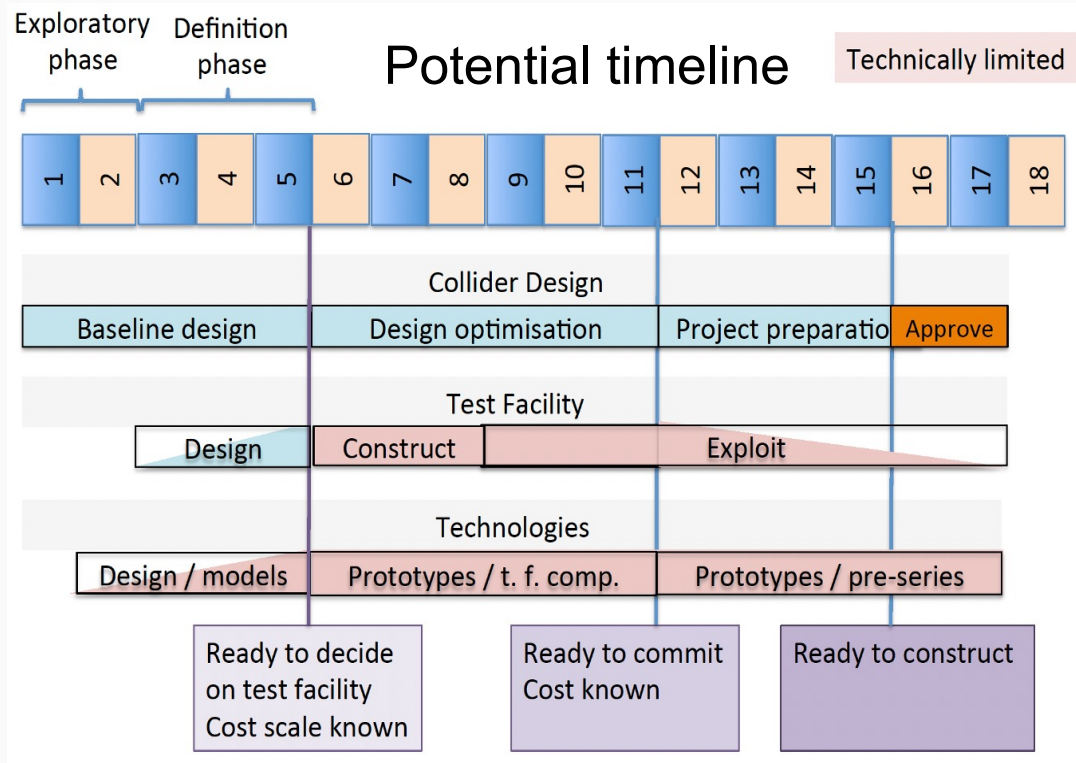 Exploratory
phase
Definition
phase
Potential timeline
Technically limited
1 2 3 4 5 6 7 8 9 10 11 12 13 14 15 16 17 18
Collider Design
Baseline design
Design optimisation
Project preparatio
Approve
Test Facility
Design
Construct
Exploit
Technologies
Design / models
Prototypes / t. f. comp.
Prototypes / pre-series
Ready to decide
on test facility
Cost scale known
Ready to commit
Cost known
Ready to construct